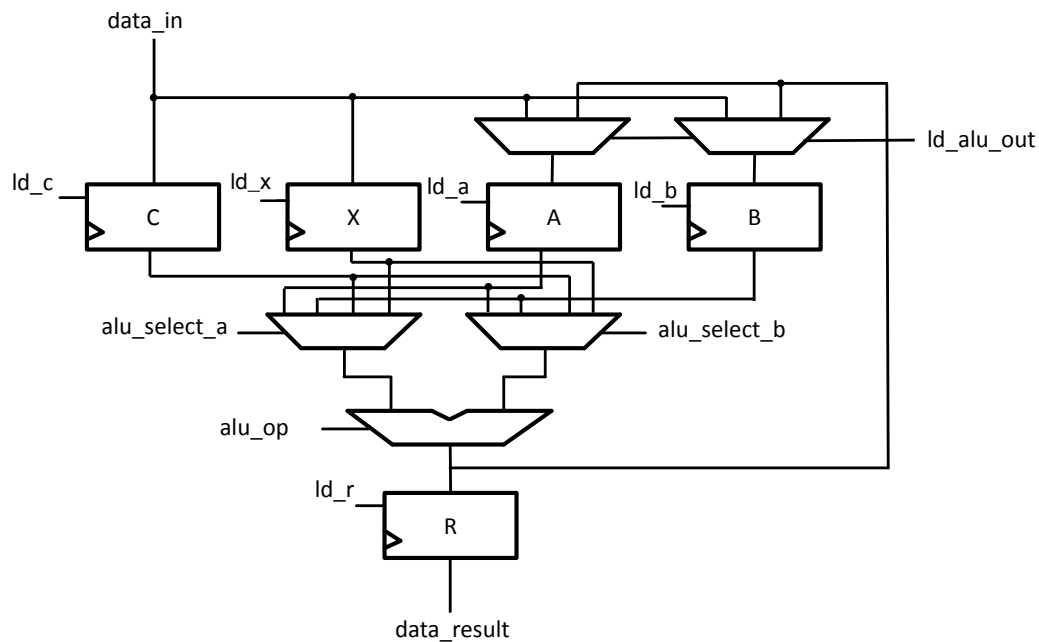 data_in
ld_alu_out
ld_c
ld_x
ld_a
ld_b
C
X
A
B
alu_select_a
alu_select_b
alu_op
ld_r
R
data_result